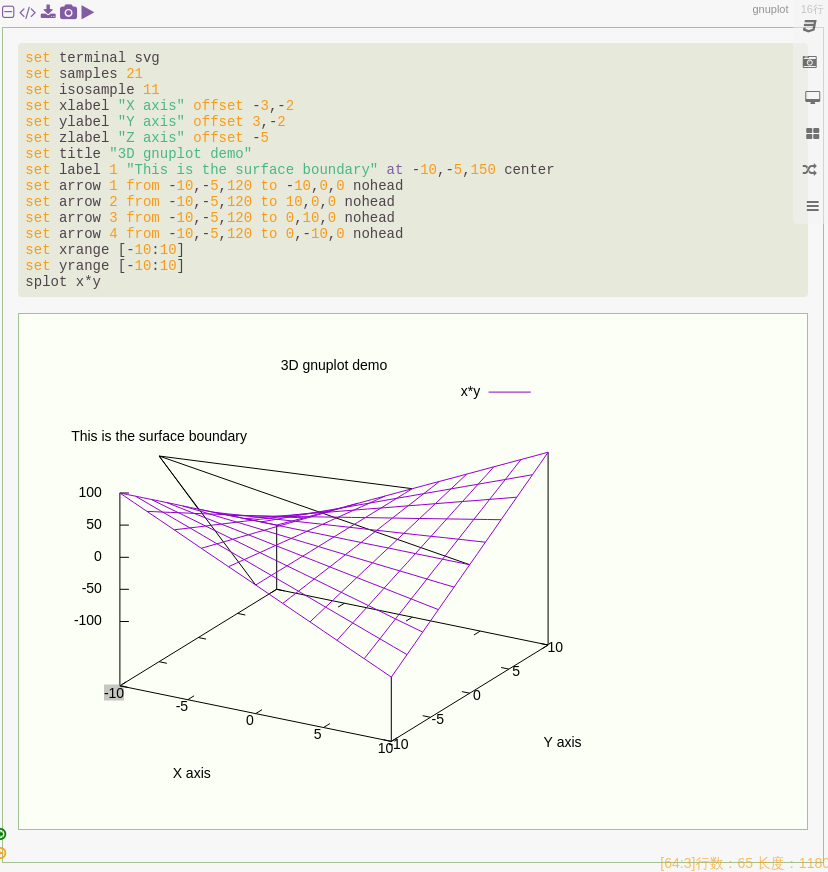 gnuplot 16行
set terminal svg
set samples 21
set isosample 11
set xlabel "X axis" offset -3,-2
set ylabel "Y axis" offset 3,-2
set zlabel "Z axis" offset -5
set title "3D gnuplot demo"
set label 1 "This is the surface boundary" at -10,-5,150 center
set arrow 1 from -10,-5,120 to -10,0,0 nohead
set arrow 2 from -10,-5,120 to 10,0,0 nohead
set arrow 3 from -10,-5,120 to 0,10,0 nohead
set arrow 4 from -10,-5,120 to 0,-10,0 nohead
set xrange [-10:10]
set yrange [-10:10]
splot x*y
3D gnuplot demo
x*y
This is the surface boundary
100
50
0
-50
-100
10
5
-10
0
-5
-5
0
5
10
-10
Y axis
X axis
[64:3]行数：65 长度：1180